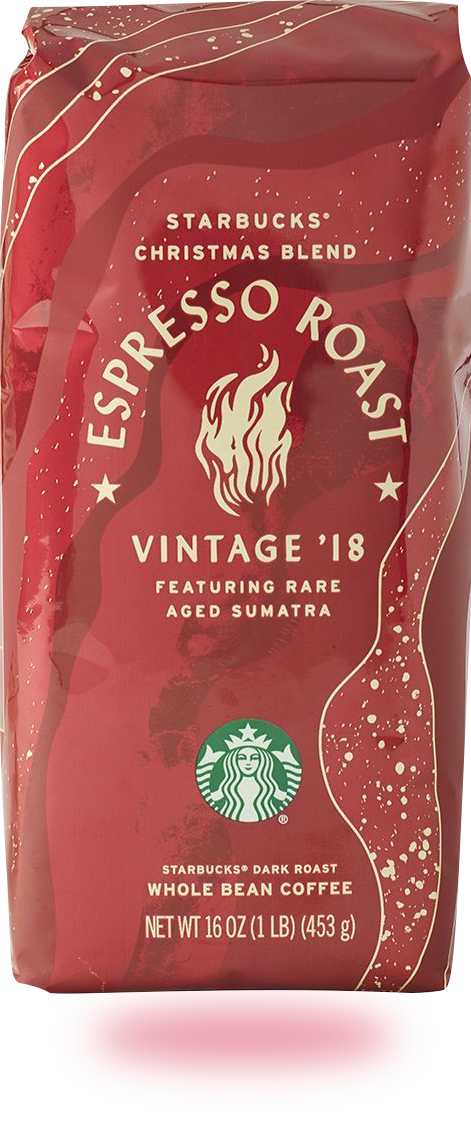 STARBUCKS®
CHRISTMAS BLEND
ESPRESSO ROAST
VINTAGE ’18
FEATURING RARE
AGED SUMATRA
®
STARBUCKS® DARK ROAST
WHOLE BEAN COFFEE
NET WT 16 OZ (1 LB) (453 g)